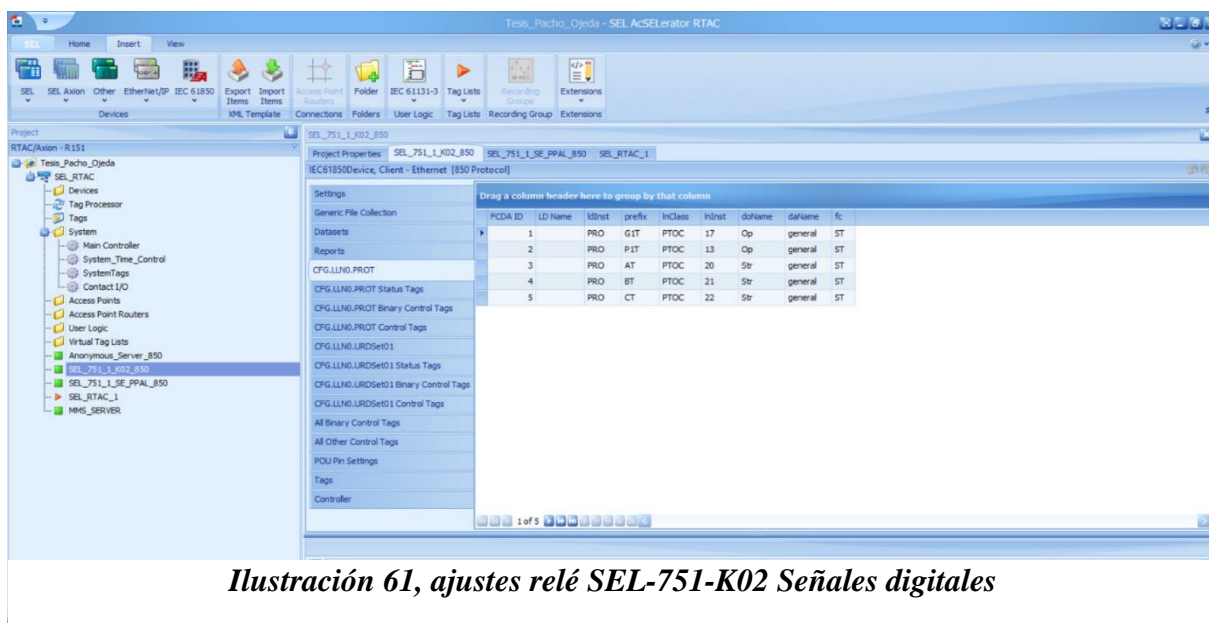 Tesis_Pacho_Ojeda - SEL AcSELerator RTAC
SEL Home Insert View
SEL SEL Axion Other EtherNet/IP IEC 61850 Export Items Import Items Access Point Routers Folder IEC 61131-3 Tag Lists Recording Groups Extensions
Devices XML Template Connections Folders User Logic Tag Lists Recording Group Extensions
Project
RTAC/Axion - R151
Tesis_Pacho_Ojeda
SEL_RTAC
Devices
Tag Processor
Tags
System
Main Controller
System_Time_Control
SystemTags
Contact I/O
Access Points
Access Point Routers
User Logic
Virtual Tag Lists
Anonymous_Server_850
SEL_751_1_K02_850
SEL_751_1_SE_PPAL_850
SEL_RTAC_1
MMS_SERVER
SEL_751_1_K02_850
Project Properties SEL_751_1_K02_850 SEL_751_1_SE_PPAL_850 SEL_RTAC_1
IEC61850Device, Client - Ethernet [850 Protocol]
Settings
Generic File Collection
Datasets
Reports
CFG.LLN0.PROT
CFG.LLN0.PROT Status Tags
CFG.LLN0.PROT Binary Control Tags
CFG.LLN0.PROT Control Tags
CFG.LLN0.URDSet01
CFG.LLN0.URDSet01 Status Tags
CFG.LLN0.URDSet01 Binary Control Tags
CFG.LLN0.URDSet01 Control Tags
All Binary Control Tags
All Other Control Tags
POU Pin Settings
Tags
Controller
Drag a column header here to group by that column
FCDA ID LD Name ldInst prefix lnClass lnInst doName daName fc
1 PRO G1T PTOC 17 Op general ST
2 PRO P1T PTOC 13 Op general ST
3 PRO AT PTOC 20 Str general ST
4 PRO BT PTOC 21 Str general ST
5 PRO CT PTOC 22 Str general ST
1 of 5
Ilustración 61, ajustes relé SEL-751-K02 Señales digitales